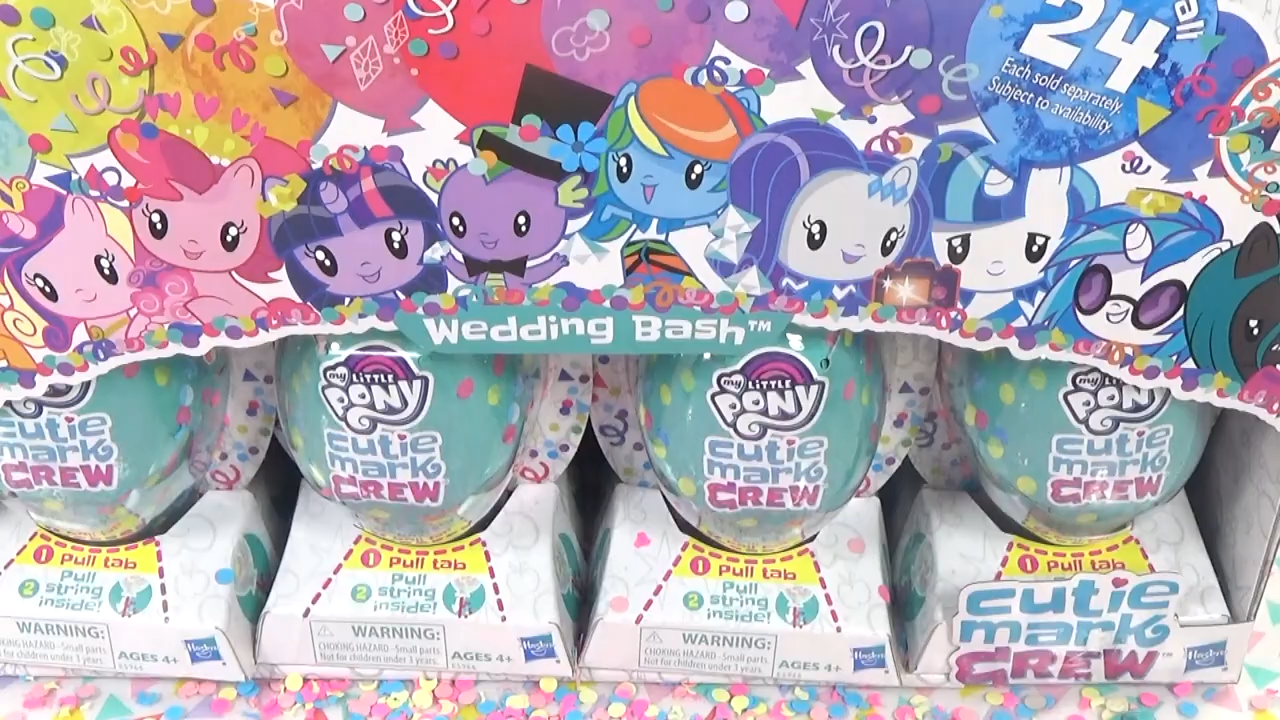 24
all
Each sold separately.
Subject to availability.
Wedding Bash™
cutie
mark
CREW
my LITTLE
PONY
cutie
mark
CREW
my LITTLE
PONY
cutie
mark
CREW
my LITTLE
PONY
cutie
mark
CREW
1 Pull tab
2 Pull
string
inside!
WARNING:
CHOKING HAZARD - Small parts
Not for children under 3 years.
AGES 4+
Hasbro
1 Pull tab
2 Pull
string
inside!
WARNING:
CHOKING HAZARD - Small parts
Not for children under 3 years.
AGES 4+
Hasbro
1 Pull tab
2 Pull
string
inside!
WARNING:
CHOKING HAZARD - Small parts
Not for children under 3 years.
AGES 4+
Hasbro
1 Pull tab
cutie
mark
CREW™
Hasbro